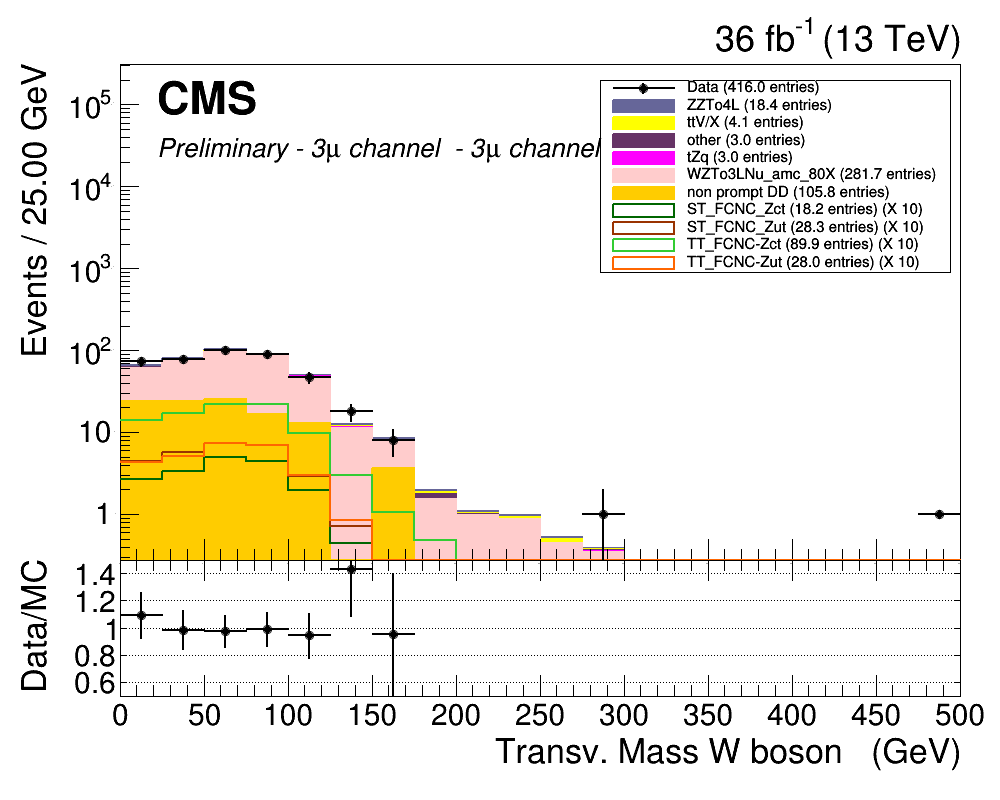 36 fb-1 (13 TeV)
CMS
Preliminary - 3μ channel - 3μ channel
Data (416.0 entries)
ZZTo4L (18.4 entries)
ttV/X (4.1 entries)
other (3.0 entries)
tZq (3.0 entries)
WZTo3LNu_amc_80X (281.7 entries)
non prompt DD (105.8 entries)
ST_FCNC_Zct (18.2 entries) (X 10)
ST_FCNC_Zut (28.3 entries) (X 10)
TT_FCNC-Zct (89.9 entries) (X 10)
TT_FCNC-Zut (28.0 entries) (X 10)
Events / 25.00 GeV
10^5
10^4
10^3
10^2
10
1
Data/MC
1.4
1.2
1
0.8
0.6
0 50 100 150 200 250 300 350 400 450 500
Transv. Mass W boson (GeV)